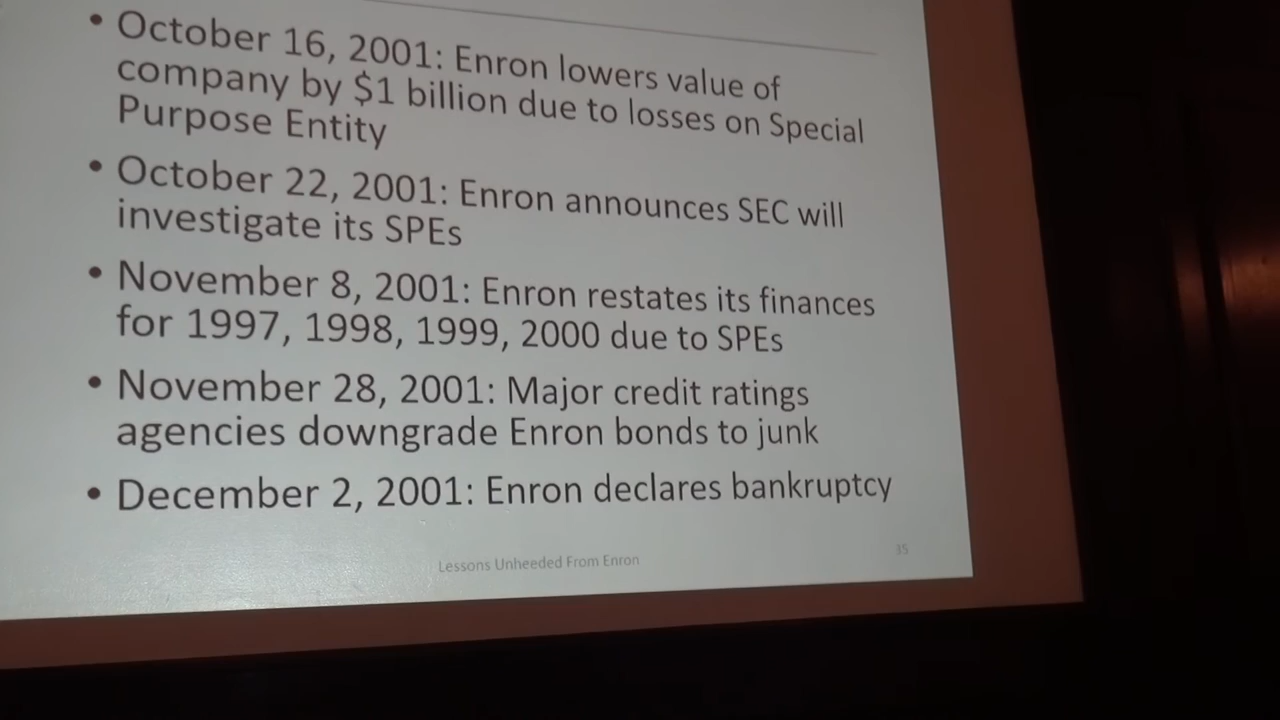 • October 16, 2001: Enron lowers value of
company by $1 billion due to losses on Special
Purpose Entity
• October 22, 2001: Enron announces SEC will
investigate its SPEs
• November 8, 2001: Enron restates its finances
for 1997, 1998, 1999, 2000 due to SPEs
• November 28, 2001: Major credit ratings
agencies downgrade Enron bonds to junk
• December 2, 2001: Enron declares bankruptcy
Lessons Unheeded From Enron
35